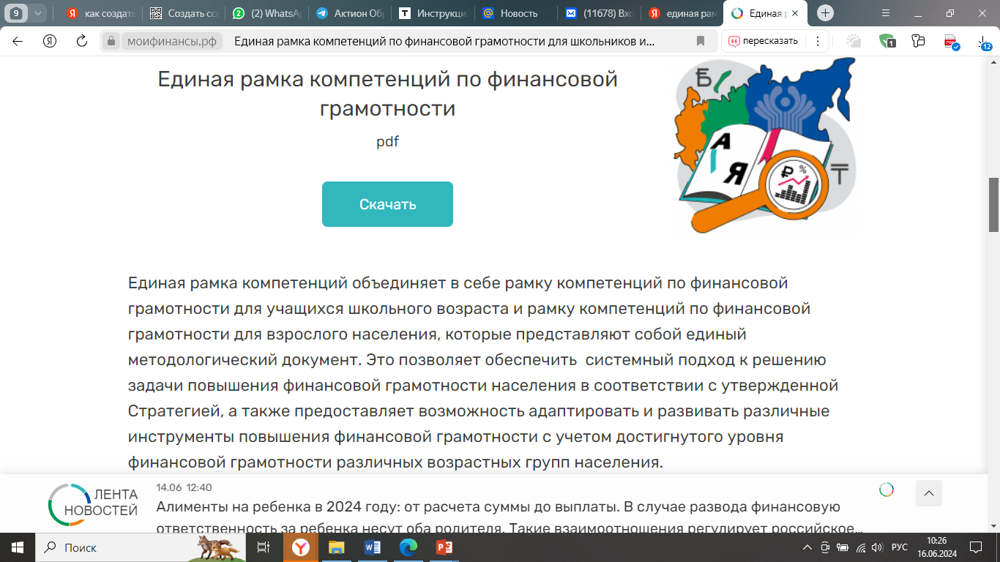 9
как создать
Создать ссы
(2) WhatsAp
Актион Обр
Инструкци
Новость
(11678) Вхо
единая рам
Единая р
моифинансы.рф
Единая рамка компетенций по финансовой грамотности для школьников и...
пересказать
1
12
Единая рамка компетенций по финансовой
грамотности
pdf
Скачать
Б
А
Я
₽
%
₸
Единая рамка компетенций объединяет в себе рамку компетенций по финансовой
грамотности для учащихся школьного возраста и рамку компетенций по финансовой
грамотности для взрослого населения, которые представляют собой единый
методологический документ. Это позволяет обеспечить системный подход к решению
задачи повышения финансовой грамотности населения в соответствии с утвержденной
Стратегией, а также предоставляет возможность адаптировать и развивать различные
инструменты повышения финансовой грамотности с учетом достигнутого уровня
финансовой грамотности различных возрастных групп населения.
ЛЕНТА
НОВОСТЕЙ
14.06 12:40
Алименты на ребенка в 2024 году: от расчета суммы до выплаты. В случае развода финансовую
ответственность за ребенка несут оба родителя. Такие взаимоотношения регулирует российское...
Поиск
РУС
10:26
16.06.2024